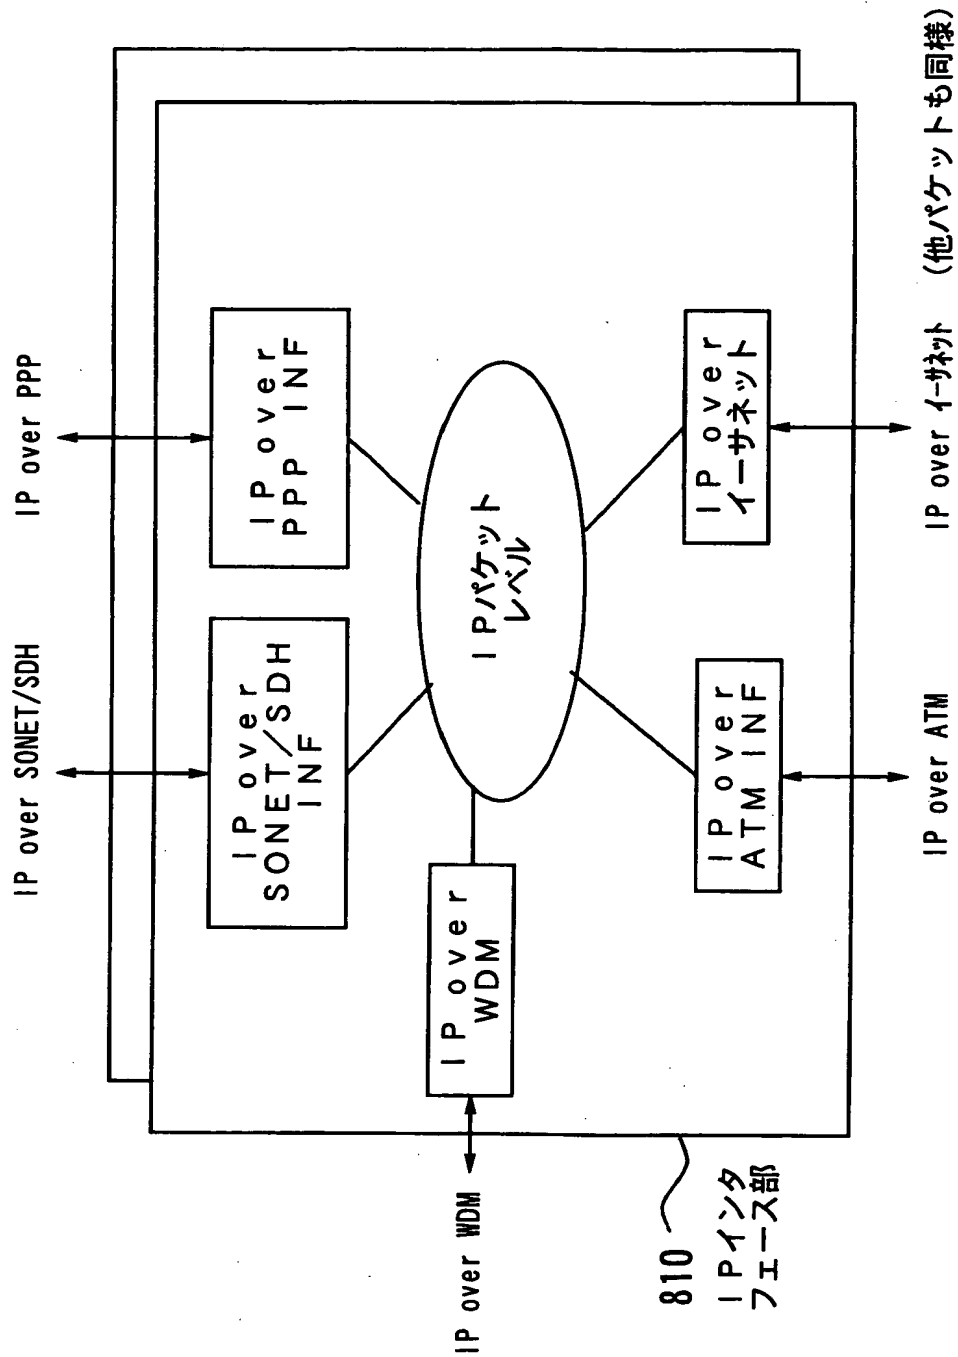 IP over SONET/SDH
IP over PPP
IP over
SONET/SDH
INF
IP over
PPP INF
IP over WDM
IP over
WDM
IPパケット
レベル
810
IPインタ
フェース部
IP over
ATM INF
IP over
イーサネット
IP over ATM
IP over イーサネット (他パケットも同様)